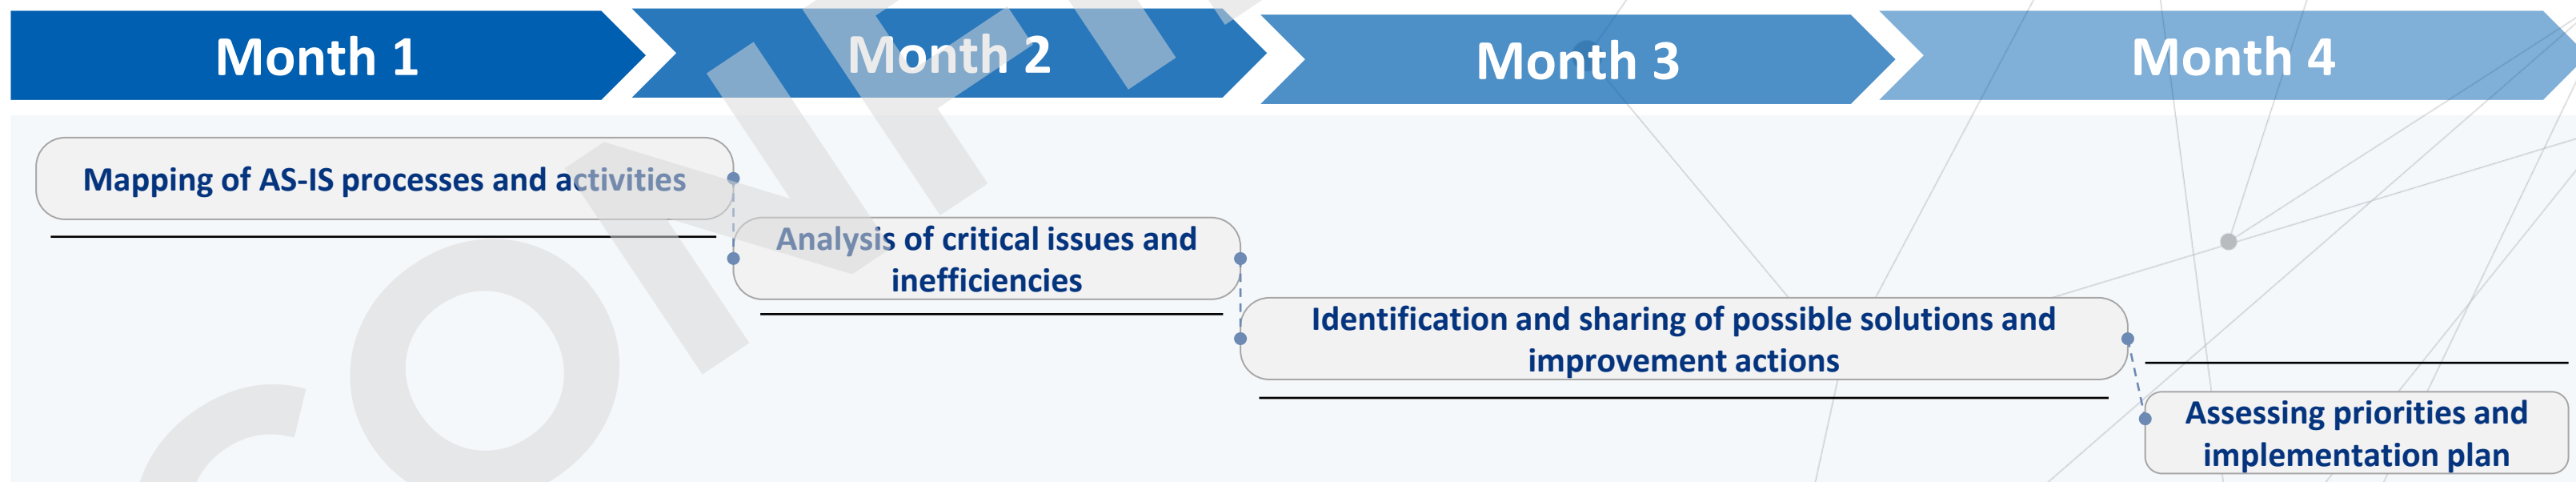 Month 1
Month 2
Month 3
Month 4
Mapping of AS-IS processes and activities
Analysis of critical issues and
inefficiencies
Identification and sharing of possible solutions and
improvement actions
Assessing priorities and
implementation plan